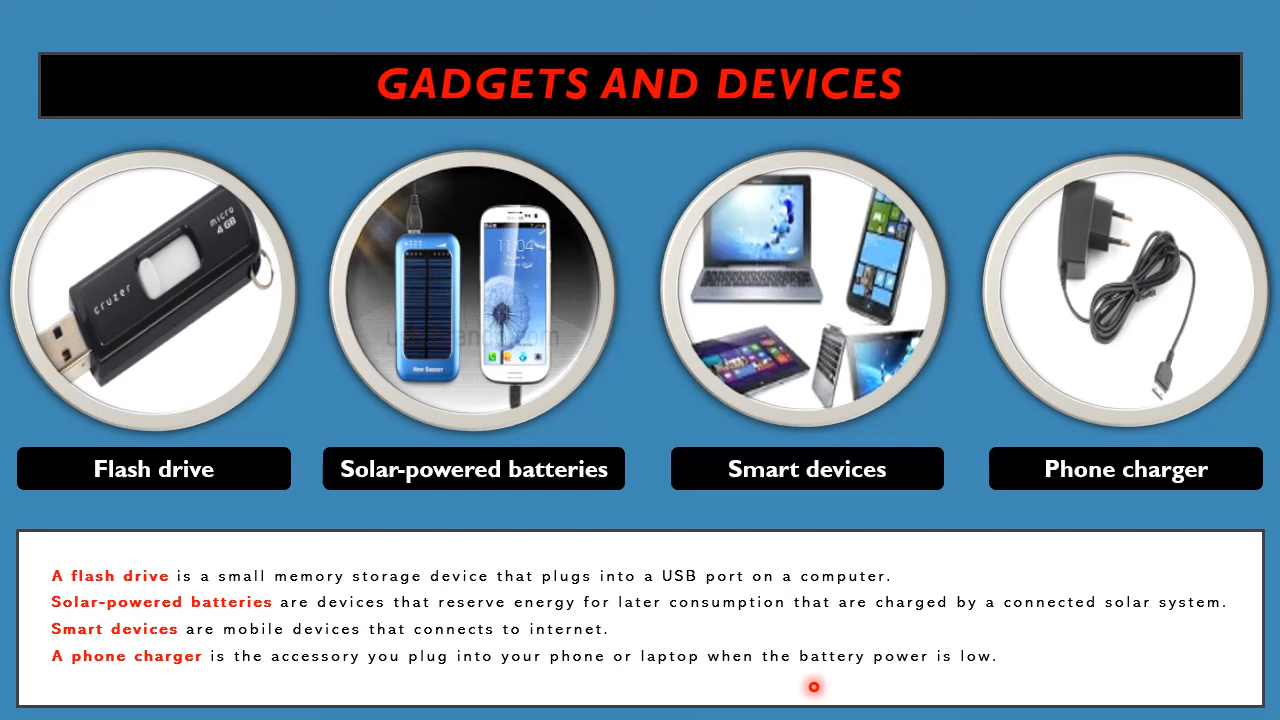 GADGETS AND DEVICES
cruzer
micro
4 GB
11:04
New Energy
Flash drive
Solar-powered batteries
Smart devices
Phone charger
A flash drive is a small memory storage device that plugs into a USB port on a computer.
Solar-powered batteries are devices that reserve energy for later consumption that are charged by a connected solar system.
Smart devices are mobile devices that connects to internet.
A phone charger is the accessory you plug into your phone or laptop when the battery power is low.